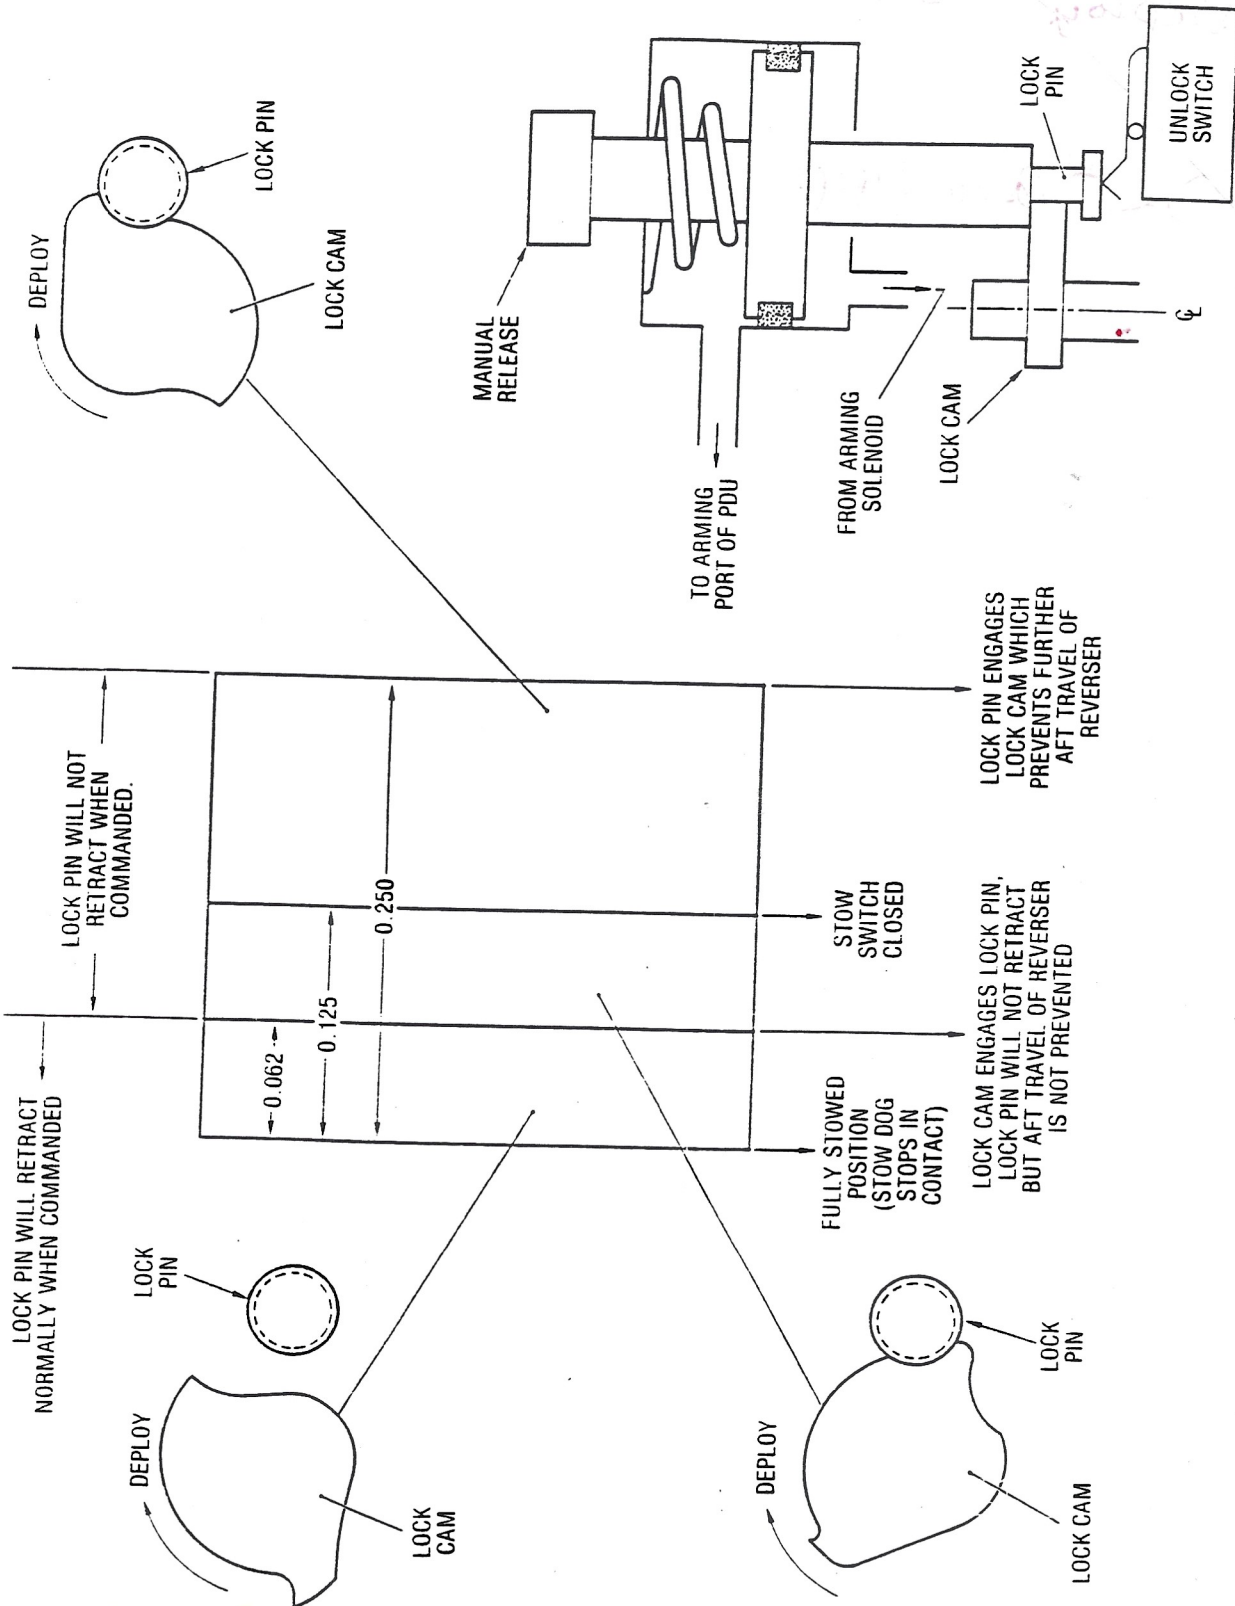 LOCK PIN WILL RETRACT
NORMALLY WHEN COMMANDED
LOCK PIN WILL NOT
RETRACT WHEN
COMMANDED.
DEPLOY
LOCK
PIN
LOCK
CAM
DEPLOY
LOCK PIN
LOCK CAM
0.062
0.125
0.250
FULLY STOWED
POSITION
(STOW DOG
STOPS IN
CONTACT)
STOW
SWITCH
CLOSED
LOCK CAM ENGAGES LOCK PIN,
LOCK PIN WILL NOT RETRACT
BUT AFT TRAVEL OF REVERSER
IS NOT PREVENTED
LOCK PIN ENGAGES
LOCK CAM WHICH
PREVENTS FURTHER
AFT TRAVEL OF
REVERSER
DEPLOY
LOCK
PIN
LOCK CAM
MANUAL
RELEASE
TO ARMING
PORT OF PDU
FROM ARMING
SOLENOID
LOCK CAM
℄
LOCK
PIN
UNLOCK
SWITCH